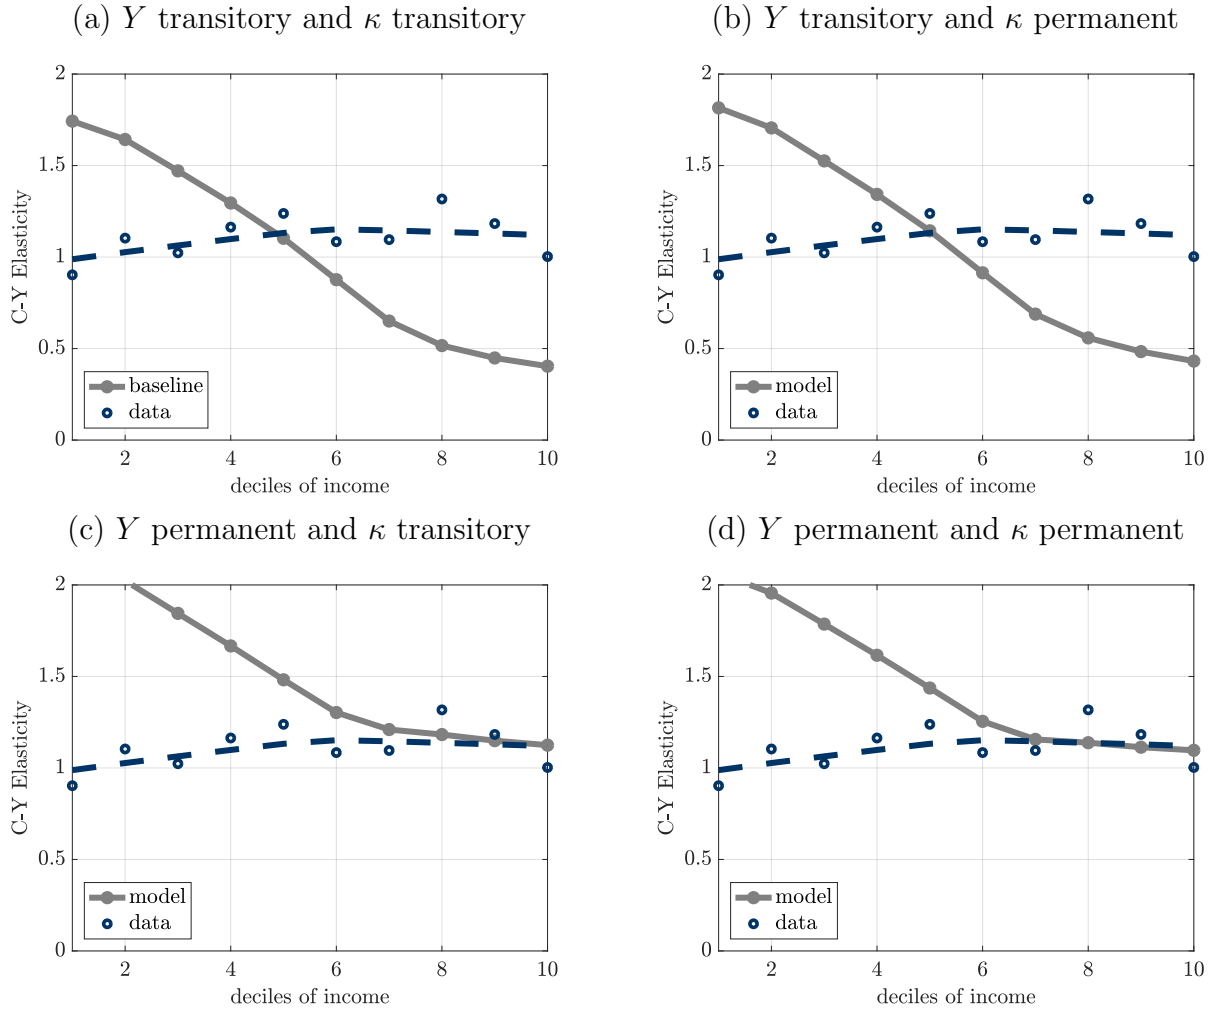 (a) Y transitory and κ transitory
2
1.5
1
0.5
0
C-Y Elasticity
baseline
data
2 4 6 8 10
deciles of income
(b) Y transitory and κ permanent
2
1.5
1
0.5
0
C-Y Elasticity
model
data
2 4 6 8 10
deciles of income
(c) Y permanent and κ transitory
2
1.5
1
0.5
0
C-Y Elasticity
model
data
2 4 6 8 10
deciles of income
(d) Y permanent and κ permanent
2
1.5
1
0.5
0
C-Y Elasticity
model
data
2 4 6 8 10
deciles of income